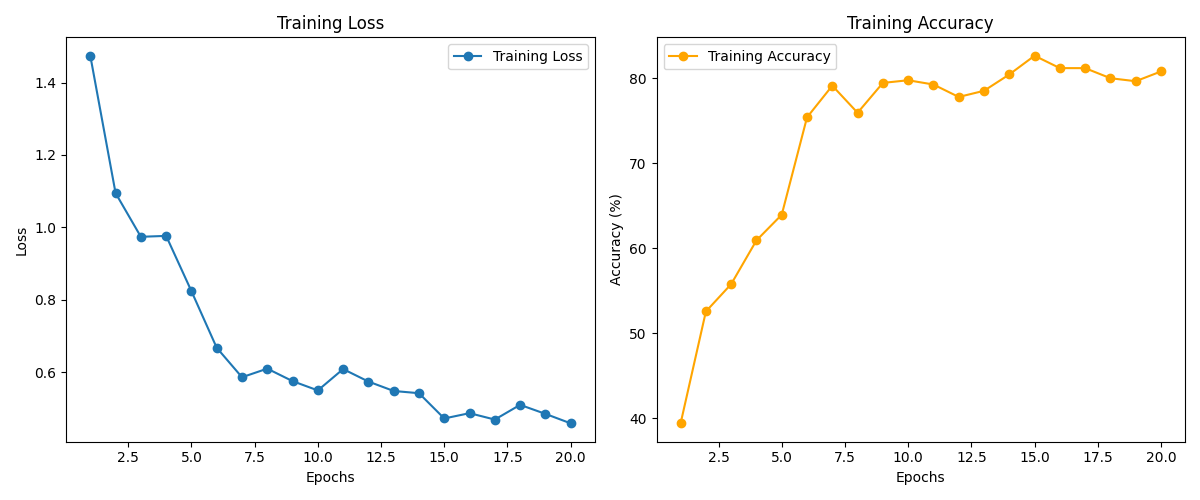 Training Loss
Training Loss
1.4
1.2
1.0
0.8
0.6
Loss
2.5 5.0 7.5 10.0 12.5 15.0 17.5 20.0
Epochs
Training Accuracy
Training Accuracy
80
70
60
50
40
Accuracy (%)
2.5 5.0 7.5 10.0 12.5 15.0 17.5 20.0
Epochs